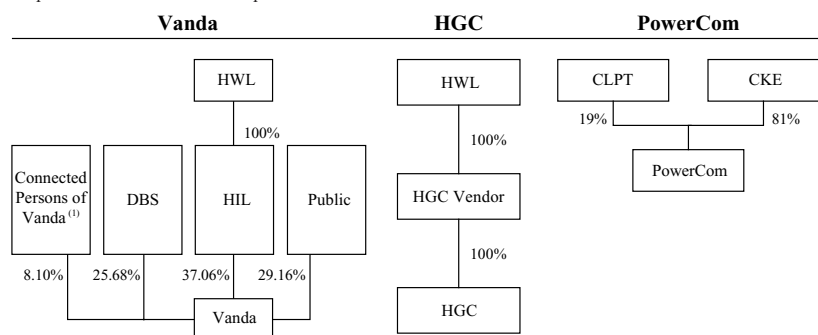 Vanda HGC PowerCom
HWL HWL CLPT CKE
19% 81%
100%
100%
PowerCom
Connected
Persons of
Vanda (1)
DBS HIL Public HGC Vendor
100%
8.10% 25.68% 37.06% 29.16%
Vanda HGC